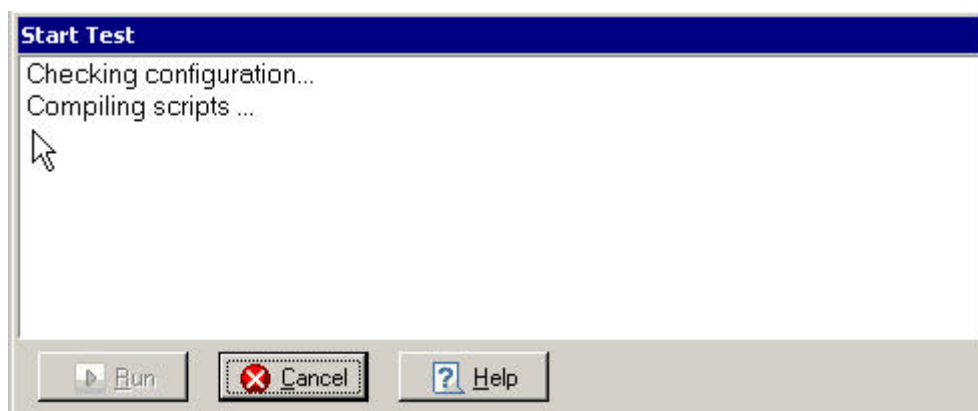 Start Test
Checking configuration...
Compiling scripts ...
Run
Cancel
Help